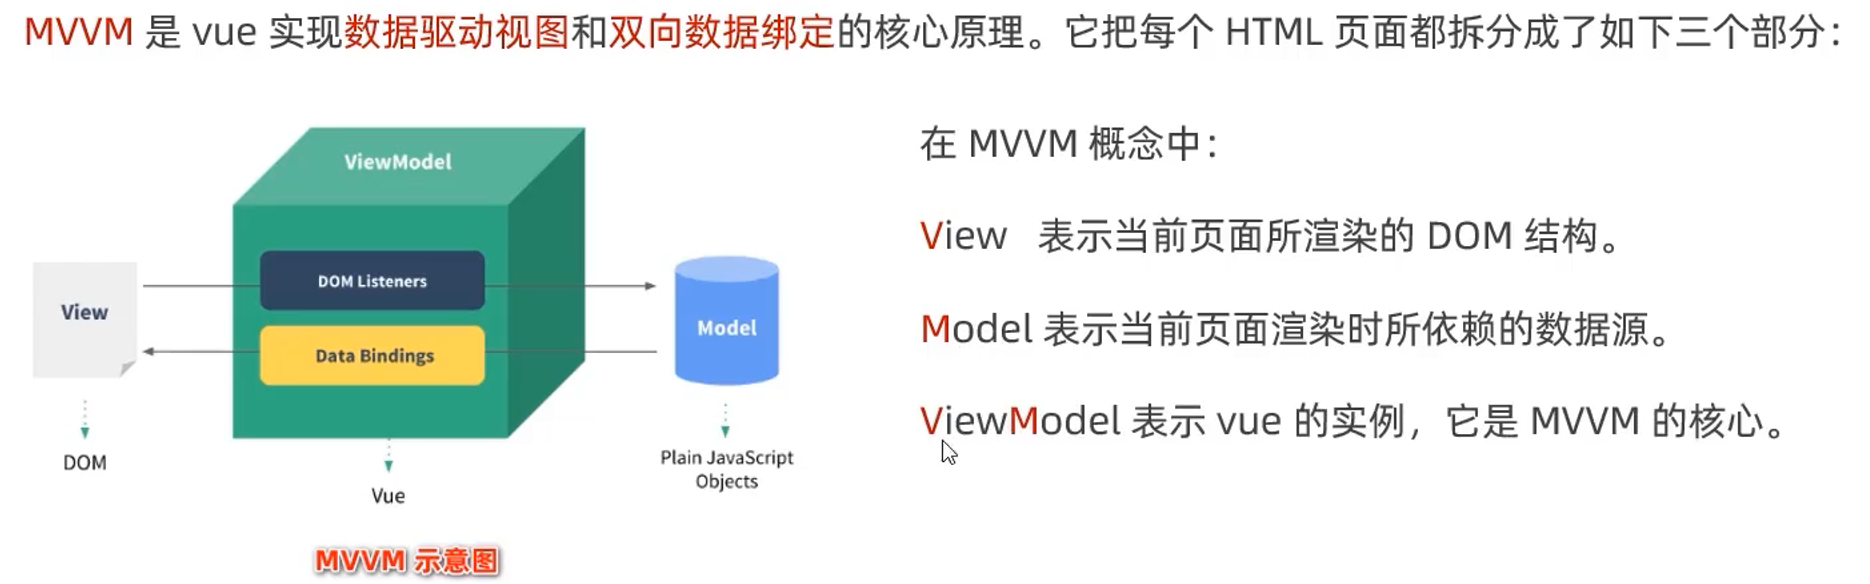 MVVM 是 vue 实现数据驱动视图和双向数据绑定的核心原理。它把每个 HTML 页面都拆分成了如下三个部分：
ViewModel
DOM Listeners
Data Bindings
View
Model
DOM
Vue
Plain JavaScript
Objects
MVVM 示意图
在 MVVM 概念中：
View 表示当前页面所渲染的 DOM 结构。
Model 表示当前页面渲染时所依赖的数据源。
ViewModel 表示 vue 的实例，它是 MVVM 的核心。